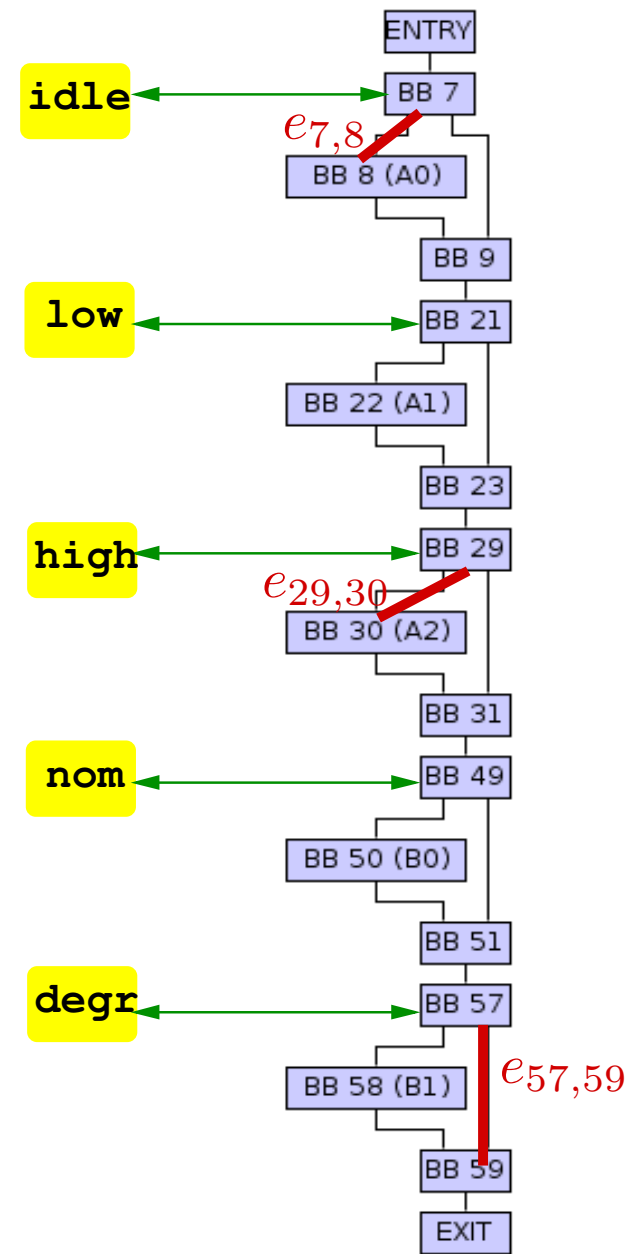 ENTRY
idle
BB 7
e7,8
BB 8 (A0)
BB 9
low
BB 21
BB 22 (A1)
BB 23
high
BB 29
e29,30
BB 30 (A2)
BB 31
nom
BB 49
BB 50 (B0)
BB 51
degr
BB 57
e57,59
BB 58 (B1)
BB 59
EXIT